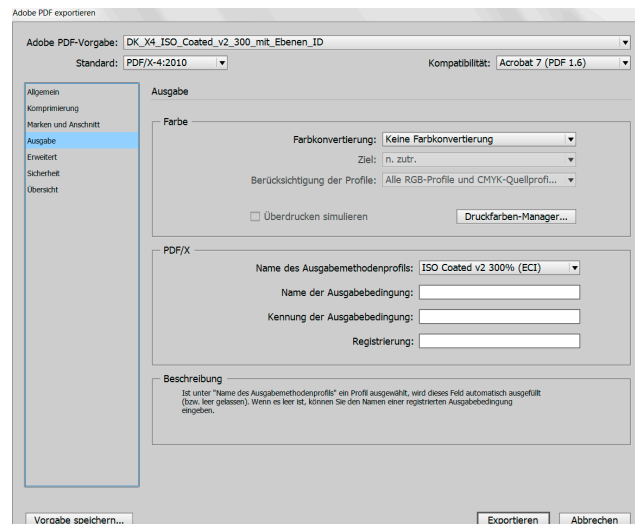 Adobe PDF exportieren
Adobe PDF-Vorgabe: DK_X4_ISO_Coated_v2_300_mit_Ebenen_ID
Standard: PDF/X-4:2010 Kompatibilität: Acrobat 7 (PDF 1.6)
Allgemein
Komprimierung
Marken und Anschnitt
Ausgabe
Erweitert
Sicherheit
Übersicht
Ausgabe
Farbe
Farbkonvertierung: Keine Farbkonvertierung
Ziel: n. zutr.
Berücksichtigung der Profile: Alle RGB-Profile und CMYK-Quellprofi...
Überdrucken simulieren Druckfarben-Manager...
PDF/X
Name des Ausgabemethodenprofils: ISO Coated v2 300% (ECI)
Name der Ausgabebedingung:
Kennung der Ausgabebedingung:
Registrierung:
Beschreibung
Ist unter "Name des Ausgabemethodenprofils" ein Profil ausgewählt, wird dieses Feld automatisch ausgefüllt
(bzw. leer gelassen). Wenn es leer ist, können Sie den Namen einer registrierten Ausgabebedingung
eingeben.
Vorgabe speichern... Exportieren Abbrechen